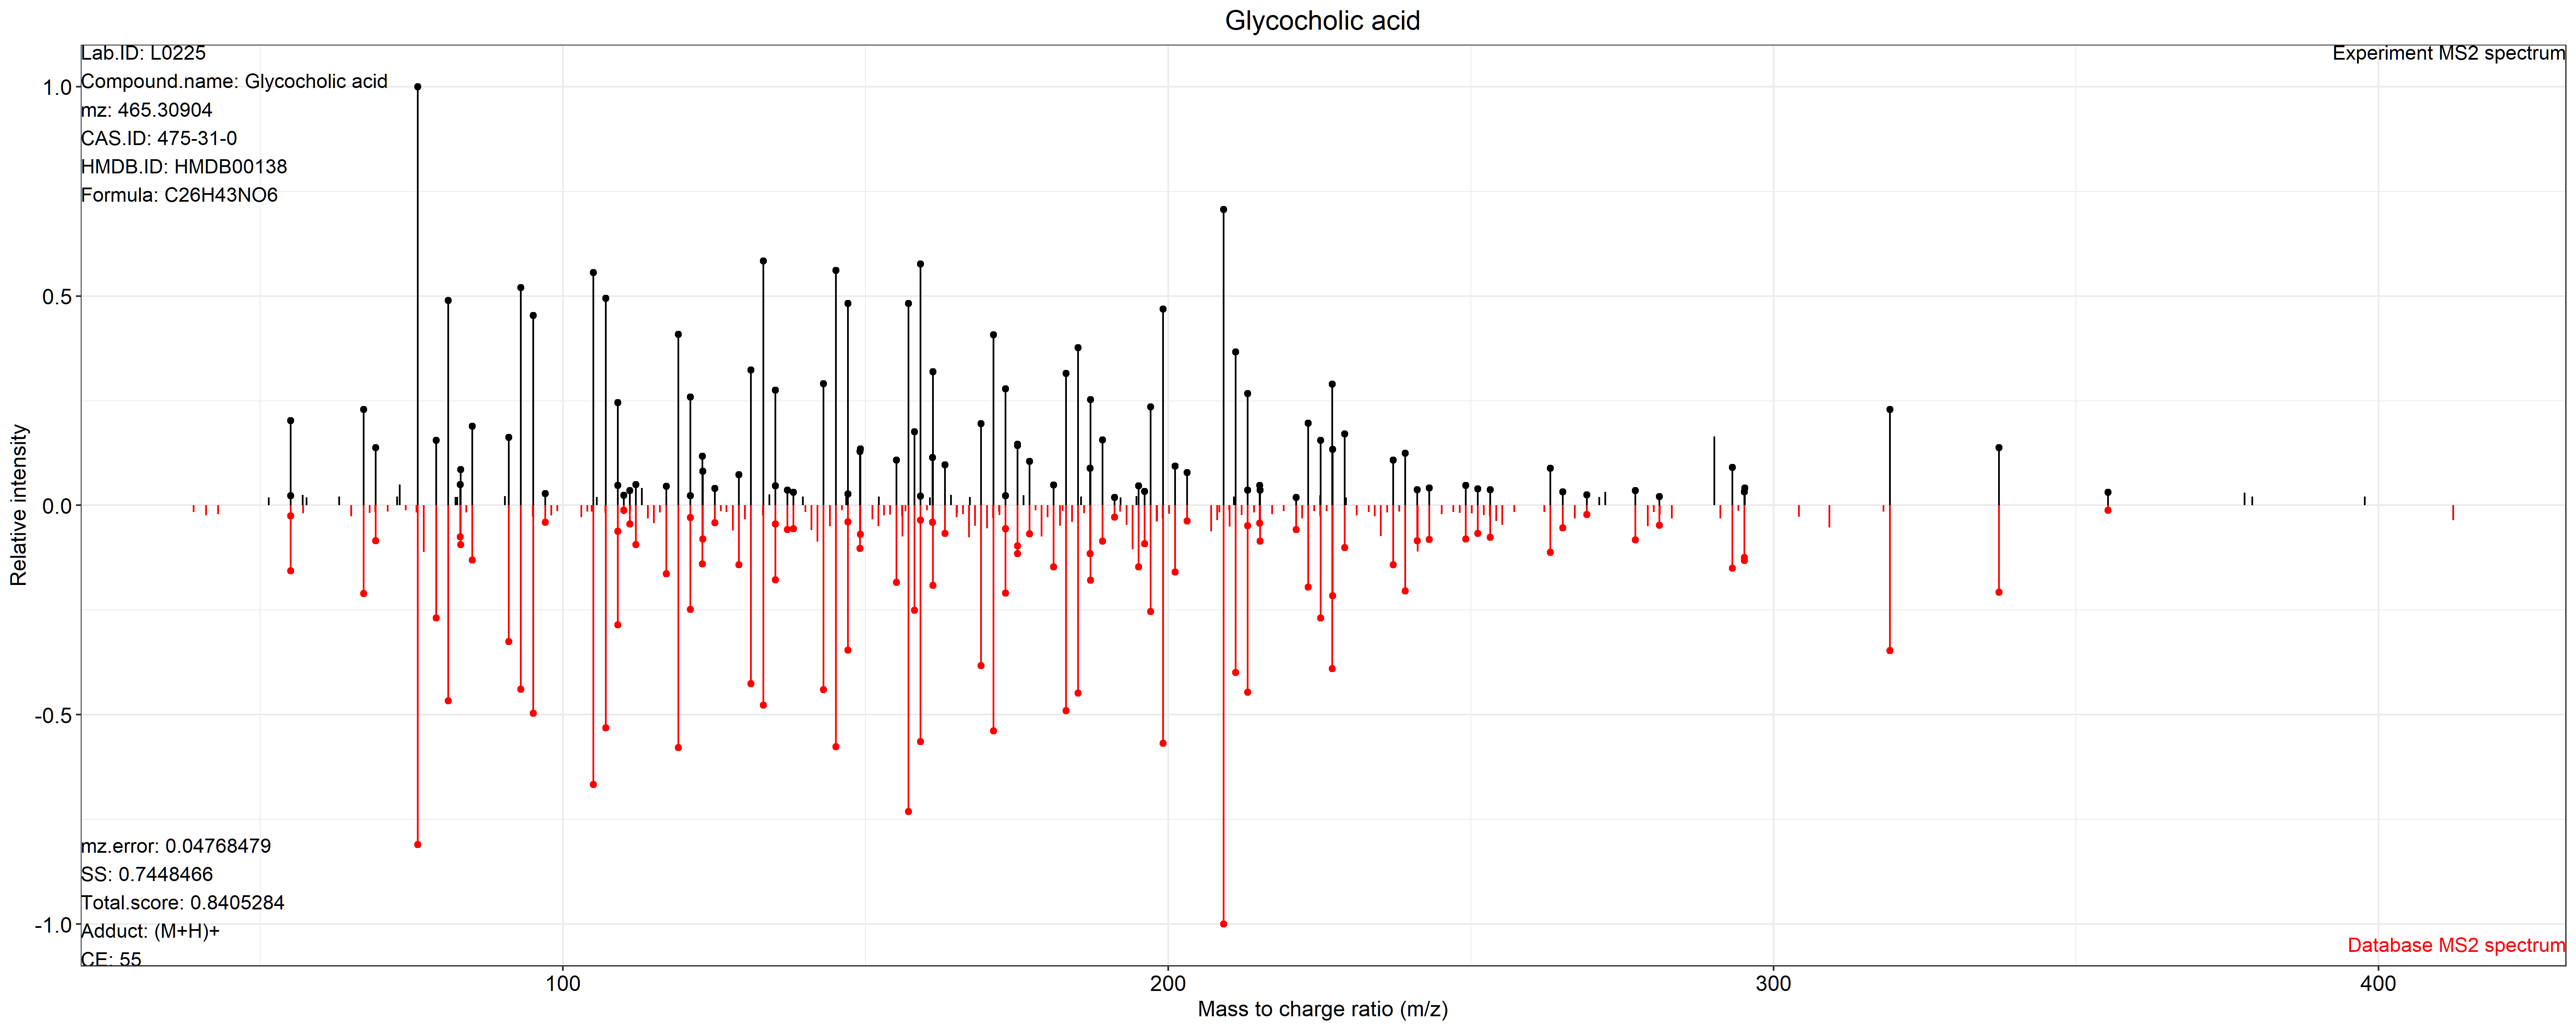 Glycocholic acid
Lab.ID: L0225
Experiment MS2 spectrum
Compound.name: Glycocholic acid
mz: 465.30904
CAS.ID: 475-31-0
HMDB.ID: HMDB00138
Formula: C26H43NO6
1.0
0.5
0.0
-0.5
-1.0
Relative intensity
mz.error: 0.04768479
SS: 0.7448466
Total.score: 0.8405284
Adduct: (M+H)+
CE: 55
Database MS2 spectrum
100
200
300
400
Mass to charge ratio (m/z)